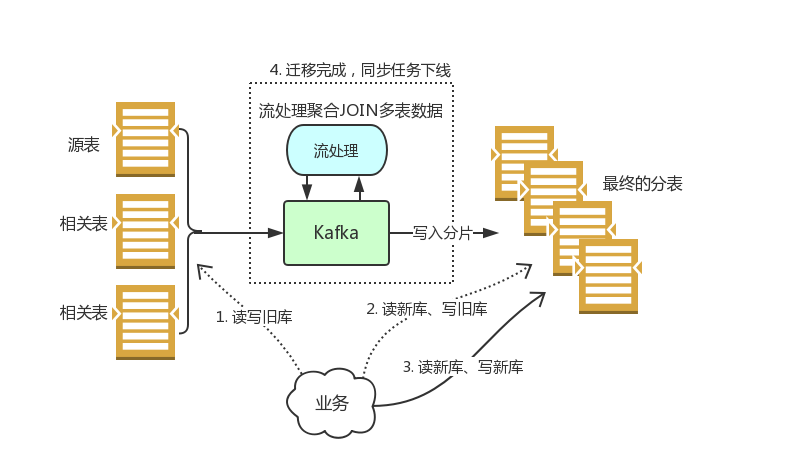 4. 迁移完成，同步任务下线
流处理聚合JOIN多表数据
源表
流处理
最终的分表
相关表
Kafka
写入分片
相关表
1. 读写旧库
2. 读新库、写旧库
3. 读新库、写新库
业务